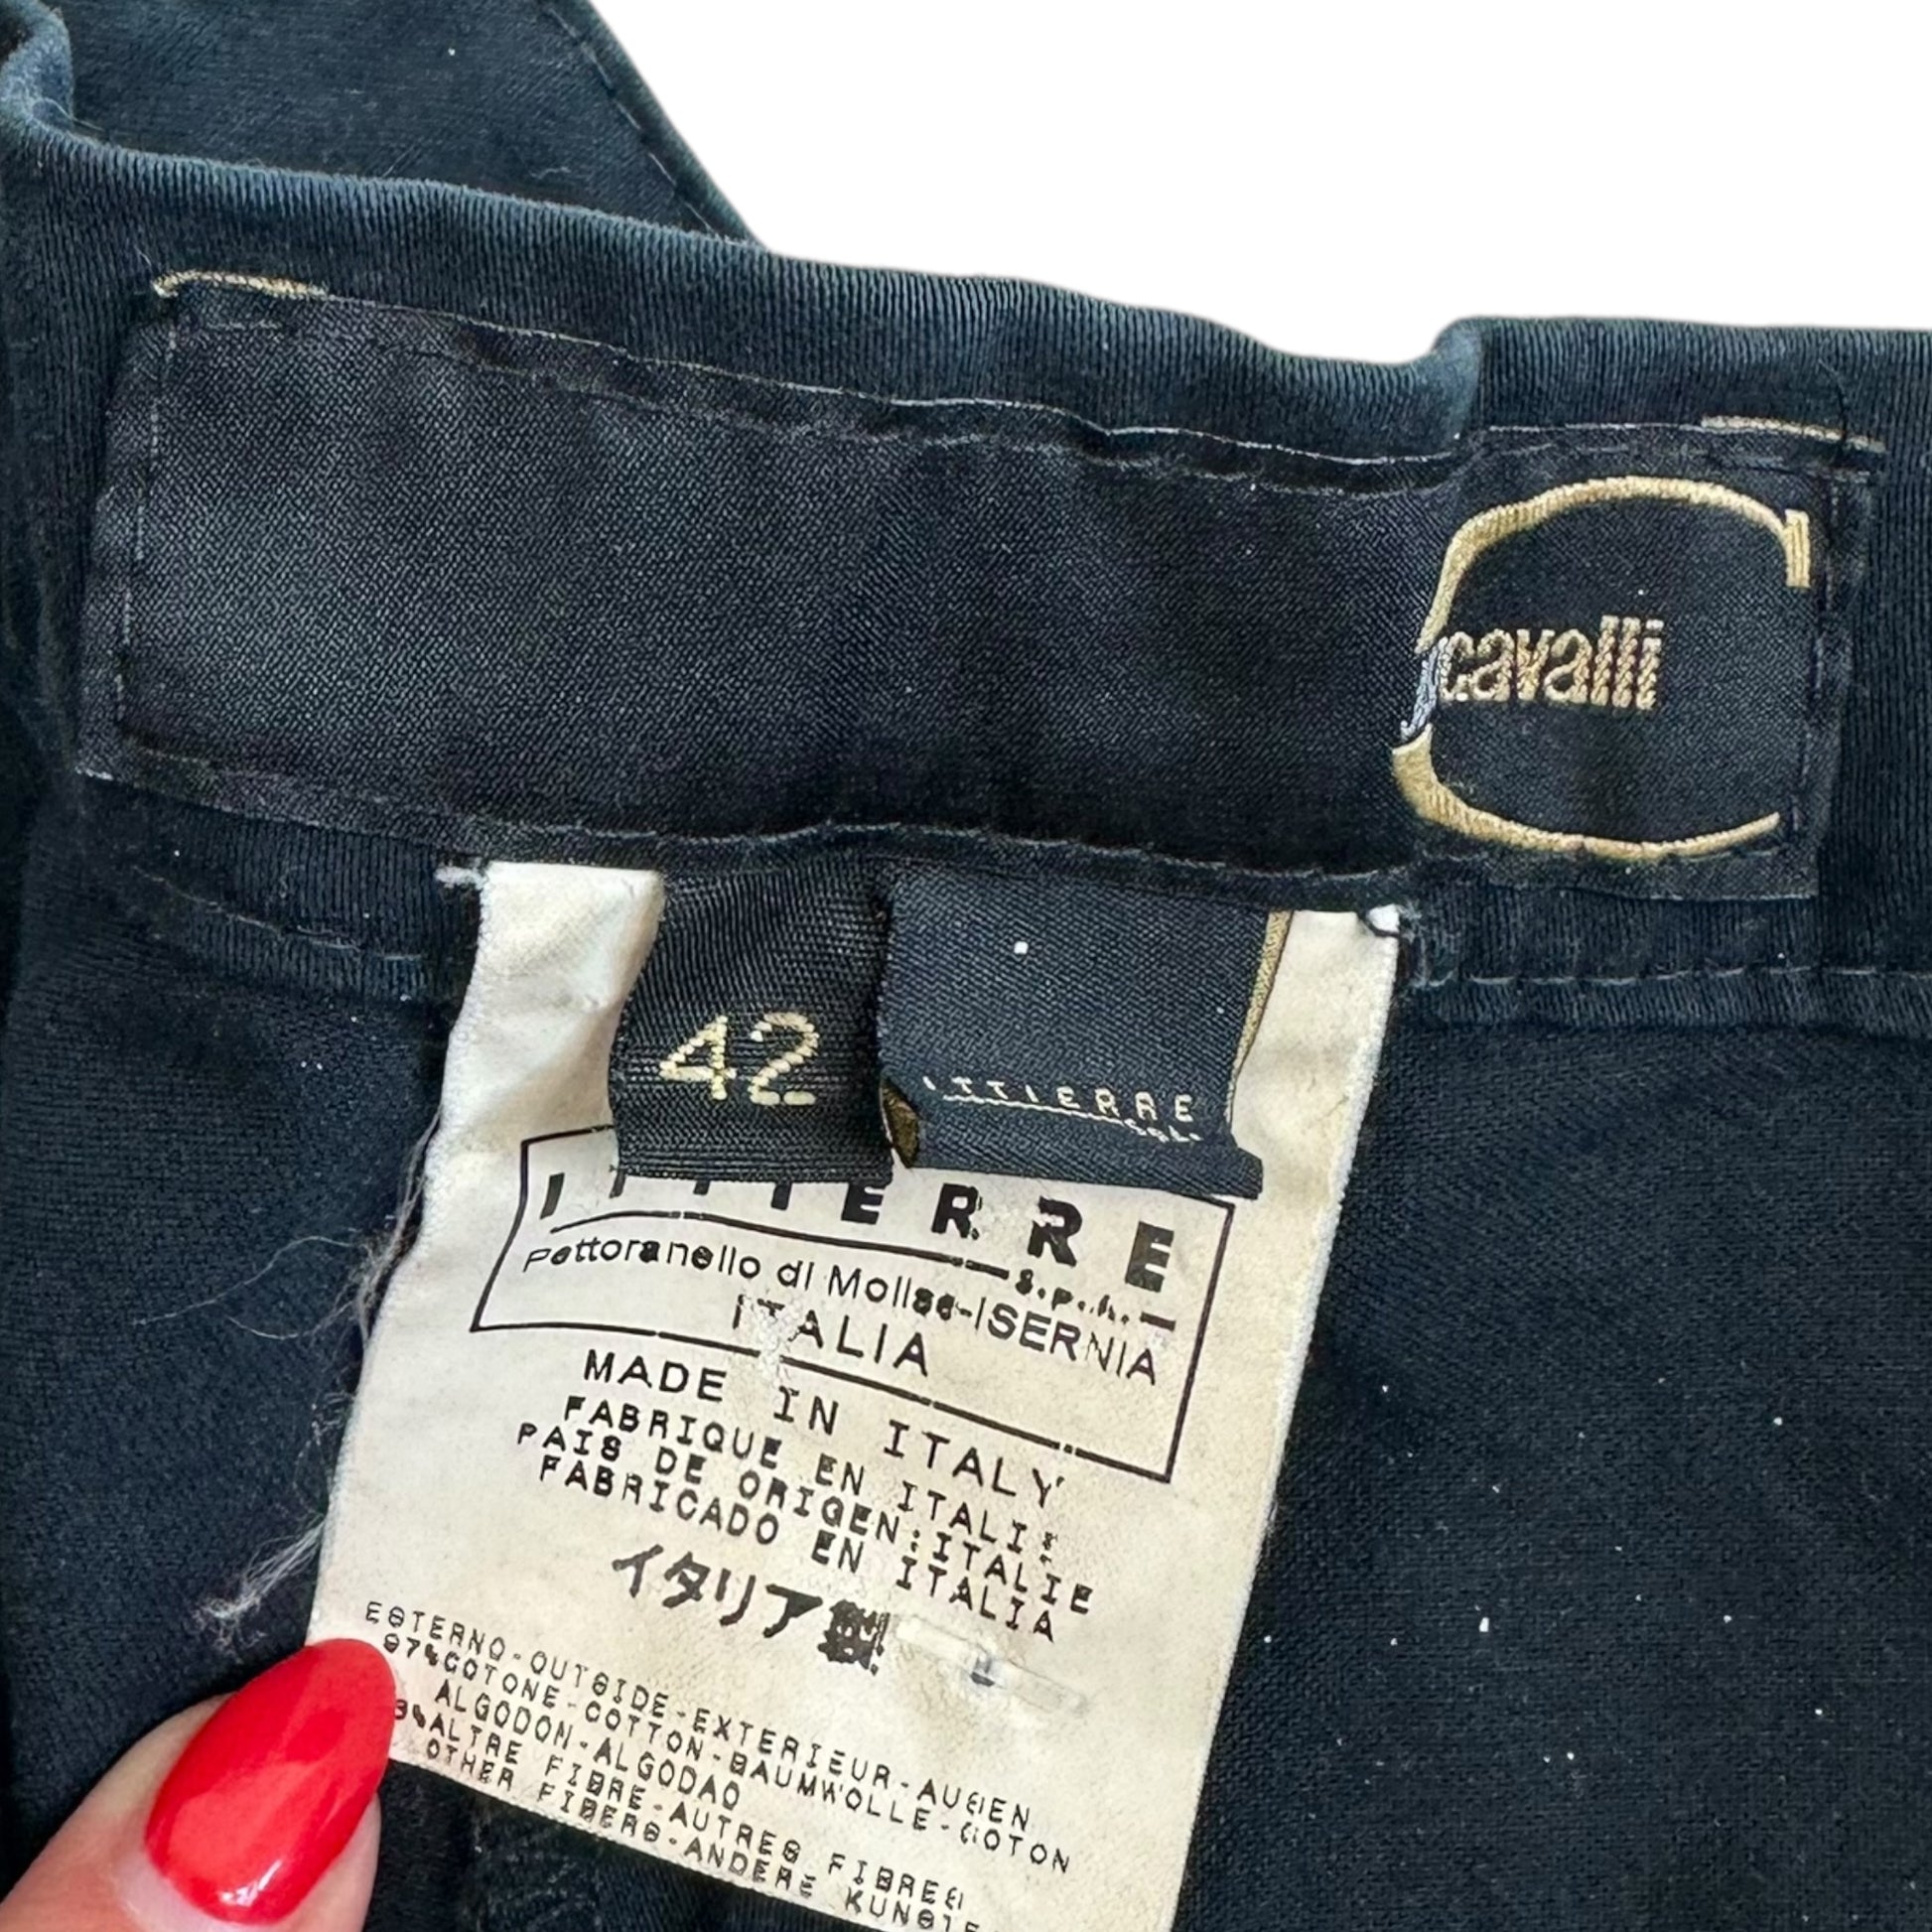 cavalli
42
ITTIERRE
ITTIERRE
s.p.A.
Pettoranello di Molise-ISERNIA
ITALIA
MADE IN ITALY
FABRIQUE EN ITALIE
PAIS DE ORIGEN:ITALIE
FABRICADO EN ITALIA
イタリア製
ESTERNO-OUTSIDE-EXTERIEUR-AUßEN
97%COTONE-COTTON-BAUMWOLLE-COTON
ALGODON-ALGODAO
3%ALTRE FIBRE-AUTRES FIBRES
OTHER FIBERS-ANDERE